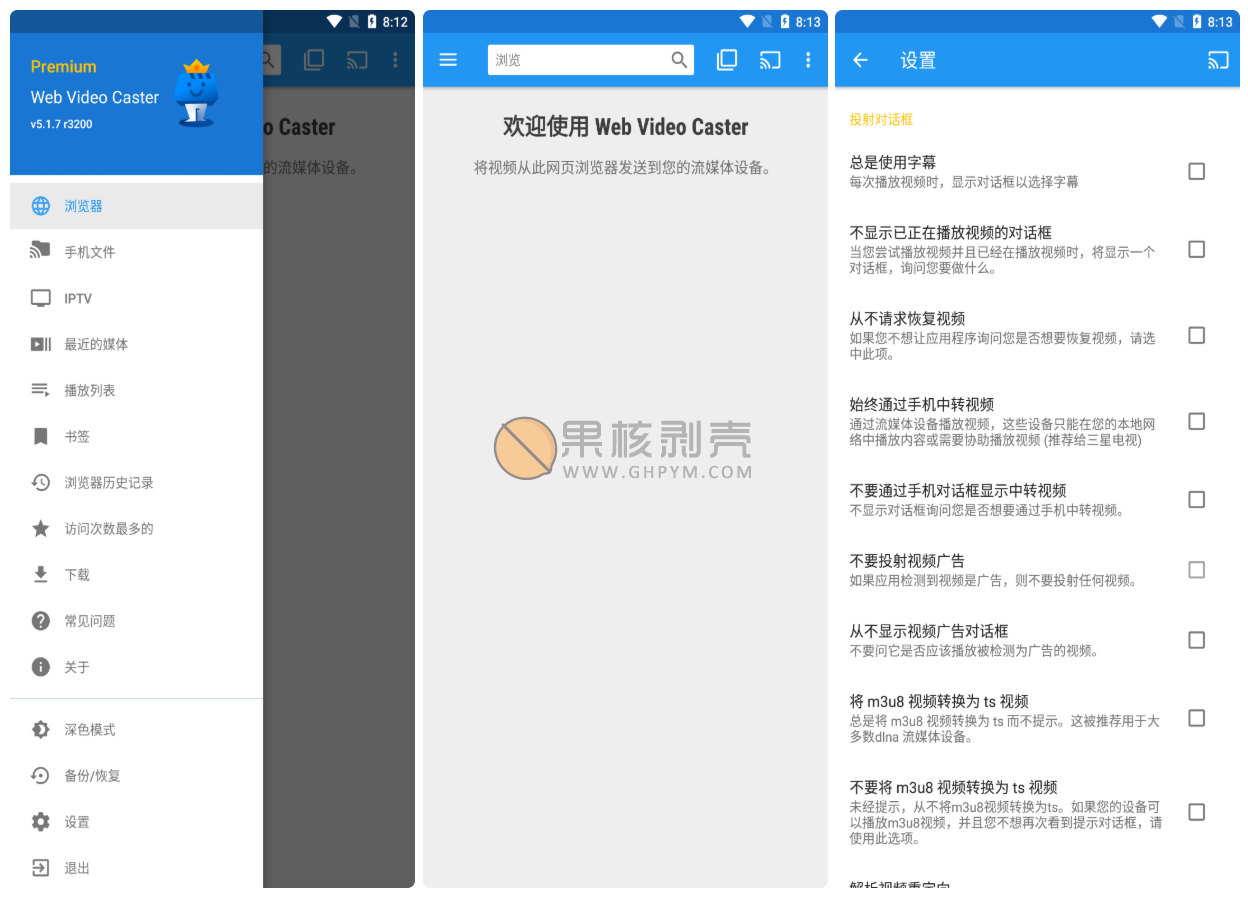 8:12
Premium
Web Video Caster
v5.1.7 r3200
o Caster
的流媒体设备。
浏览器
手机文件
IPTV
最近的媒体
播放列表
书签
浏览器历史记录
访问次数最多的
下载
常见问题
关于
深色模式
备份/恢复
设置
退出
8:13
浏览
欢迎使用 Web Video Caster
将视频从此网页浏览器发送到您的流媒体设备。
果核剥壳
WWW.GHPYM.COM
8:13
设置
投射对话框
总是使用字幕
每次播放视频时，显示对话框以选择字幕
不显示已正在播放视频的对话框
当您尝试播放视频并且已经在播放视频时，将显示一个
对话框，询问您要做什么。
从不请求恢复视频
如果您不想让应用程序询问您是否想要恢复视频，请选
中此项。
始终通过手机中转视频
通过流媒体设备播放视频，这些设备只能在您的本地网
络中播放内容或需要协助播放视频 (推荐给三星电视)
不要通过手机对话框显示中转视频
不显示对话框询问您是否想要通过手机中转视频。
不要投射视频广告
如果应用检测到视频是广告，则不要投射任何视频。
从不显示视频广告对话框
不要问它是否应该播放被检测为广告的视频。
将 m3u8 视频转换为 ts 视频
总是将 m3u8 视频转换为 ts 而不提示。这被推荐用于大
多数dlna 流媒体设备。
不要将 m3u8 视频转换为 ts 视频
未经提示，从不将m3u8视频转换为ts。如果您的设备可
以播放m3u8视频，并且您不想再次看到提示对话框，请
使用此选项。
解析视频重定向